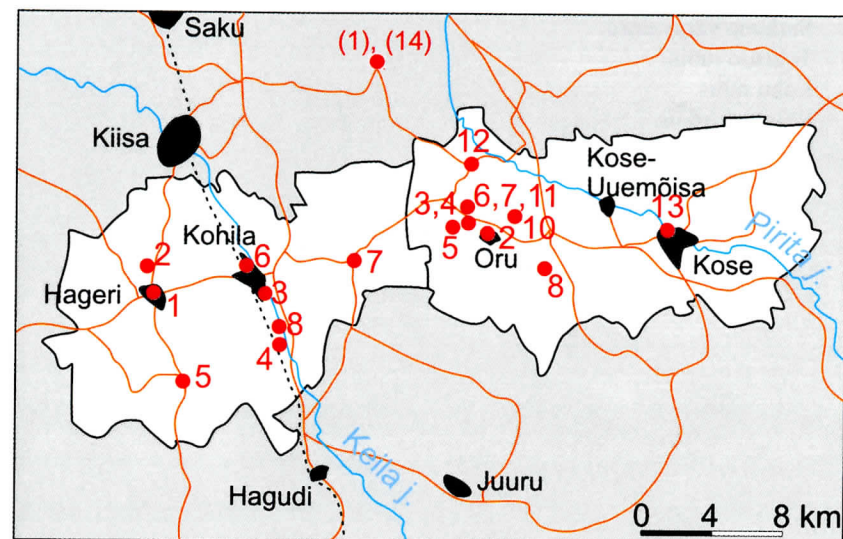 Saku
(1), (14)
Kiisa
12
Kose-
Uuemõisa
3,4
6,7,11
13
2
Kohila
6
5
2
10
Oru
Kose
Pirita j.
Hageri
1
3
7
8
8
4
5
Keila j.
Hagudi
Juuru
0 4 8 km